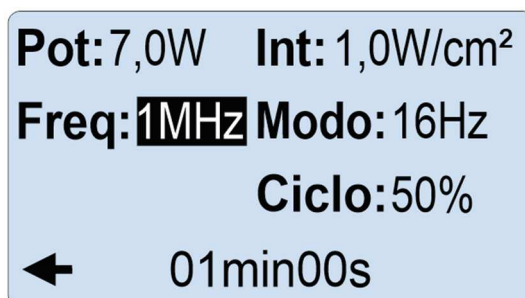 Pot: 7,0W Int: 1,0W/cm²
Freq: 1MHz Modo: 16Hz
Ciclo: 50%
01min00s